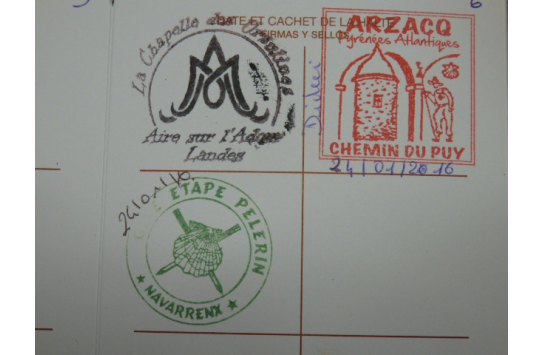 DATE ET CACHET DE LA HALTE
FIRMAS Y SELLOS
La Chapelle des Ursulines
Aire sur l'Adour
Landes
ARZACQ
Pyrénées Atlantiques
CHEMIN DU PUY
24/01/2016
24/01/16
ETAPE PELERIN
★ NAVARRENX ★